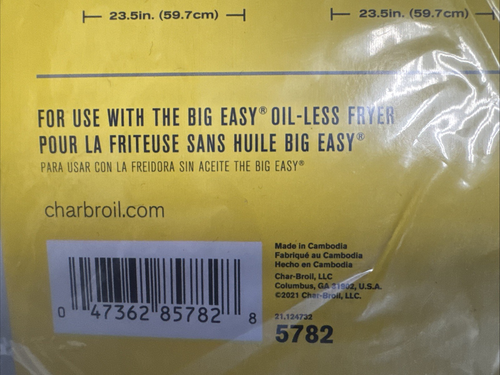 23.5in. (59.7cm) 23.5in. (59.7cm)
FOR USE WITH THE BIG EASY® OIL-LESS FRYER
POUR LA FRITEUSE SANS HUILE BIG EASY®
PARA USAR CON LA FREIDORA SIN ACEITE THE BIG EASY®
charbroil.com
Made in Cambodia
Fabriqué au Cambodia
Hecho en Cambodia
Char-Broil, LLC
Columbus, GA 31902, U.S.A.
©2021 Char-Broil, LLC.
0 47362 85782 8
21.124732
5782